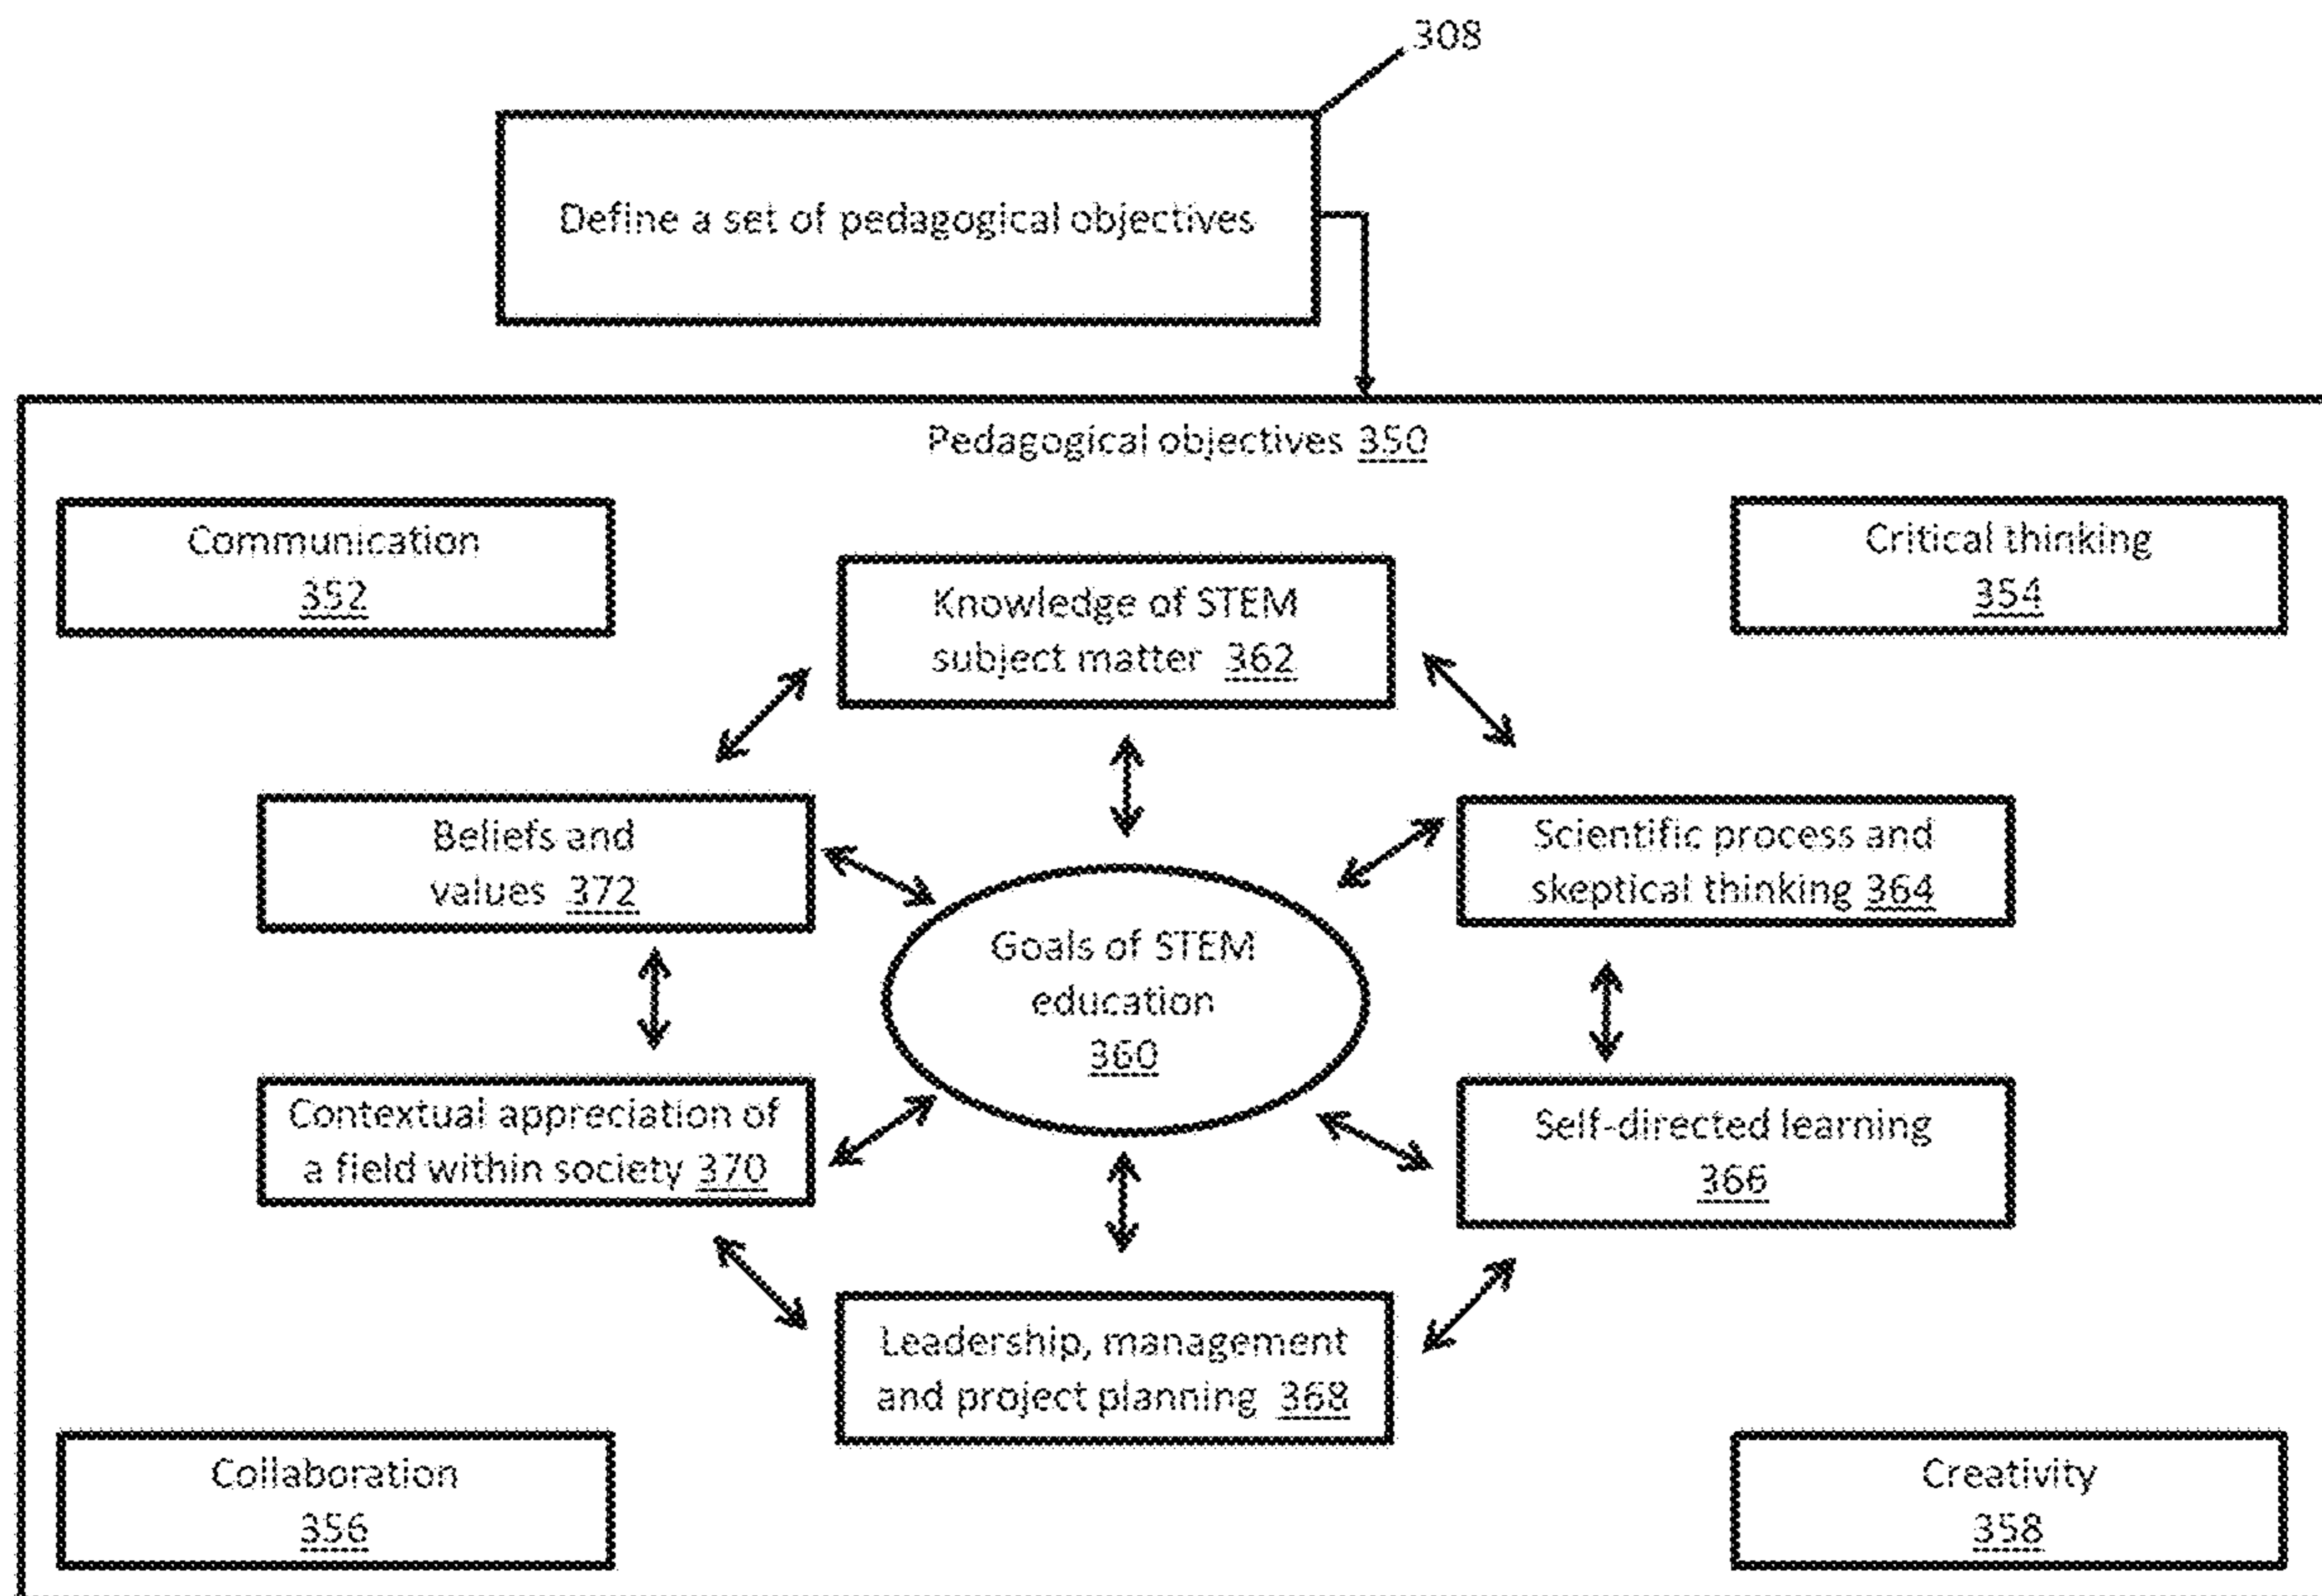 308
Define a set of pedagogical objectives
Pedagogical objectives 350
Communication
352
Critical thinking
354
Knowledge of STEM
subject matter 362
Beliefs and
values 372
Scientific process and
skeptical thinking 364
Goals of STEM
education
360
Contextual appreciation of
a field within society 370
Self-directed learning
366
Leadership, management
and project planning 368
Collaboration
356
Creativity
358